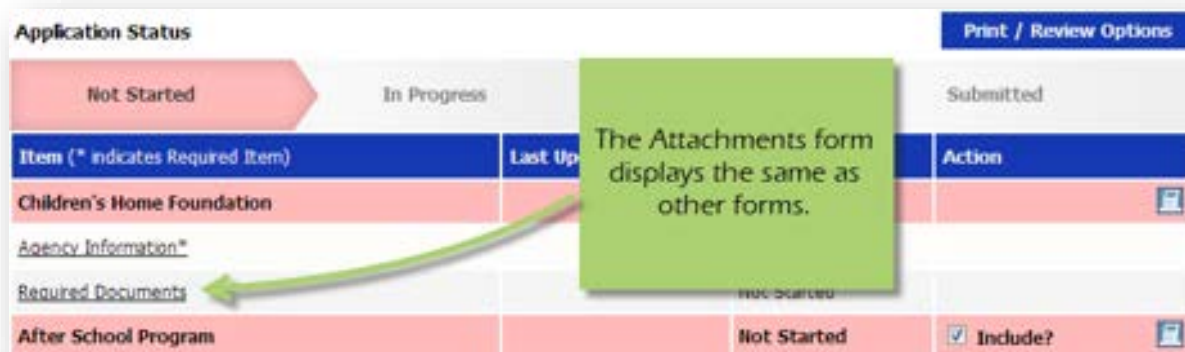 Application Status
Print / Review Options
Not Started
In Progress
Submitted
Item (* indicates Required Item)
Last Up
Action
The Attachments form
displays the same as
other forms.
Children's Home Foundation
Agency Information*
Required Documents
Not Started
After School Program
Not Started
Include?